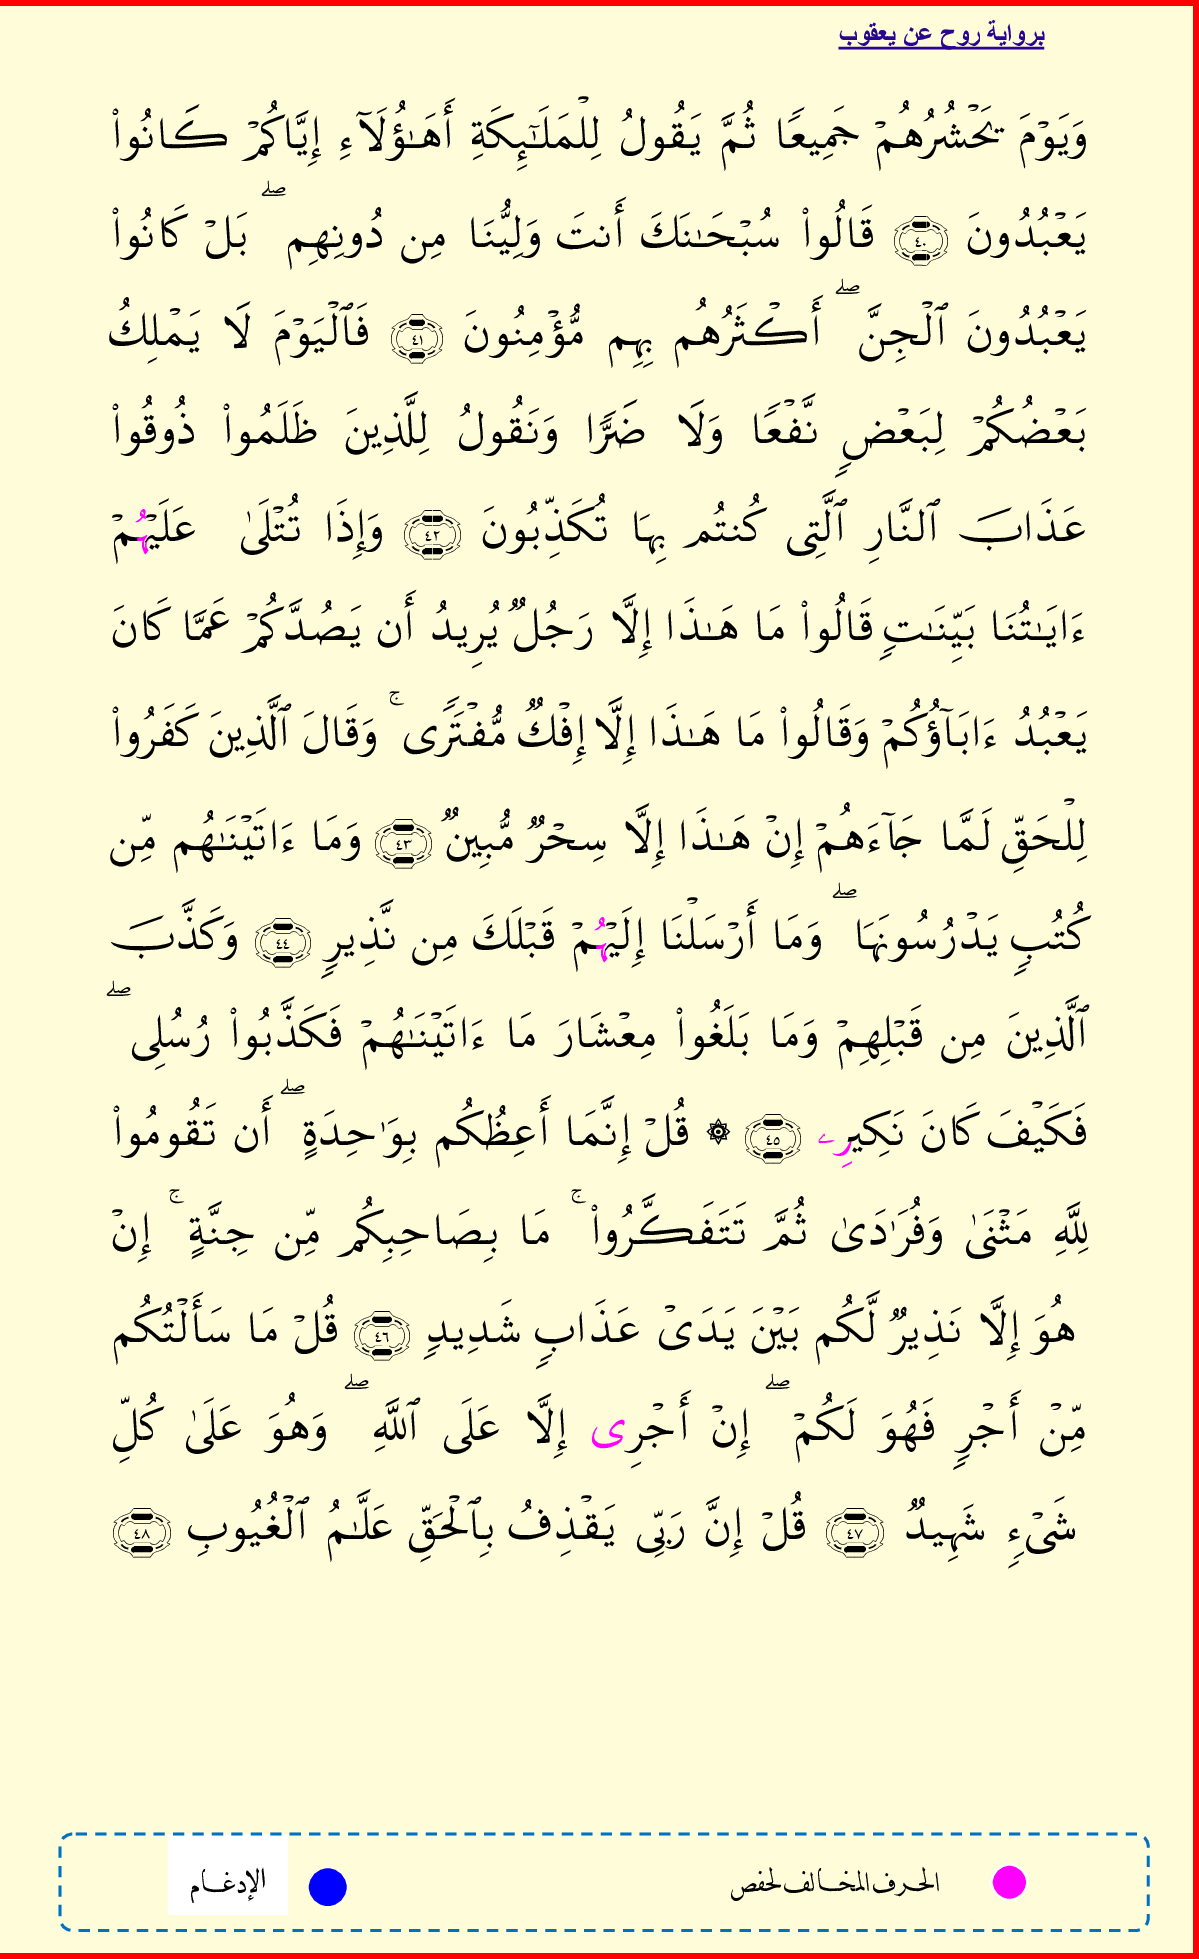 برواية روح عن يعقوب
وَيَوْمَ يَحْشُرُهُمْ جَمِيعًا ثُمَّ يَقُولُ لِلْمَلَـٰٓئِكَةِ أَهَـٰٓؤُلَآءِ إِيَّاكُمْ كَانُوا۟
يَعْبُدُونَ ٤٠ قَالُوا۟ سُبْحَـٰنَكَ أَنتَ وَلِيُّنَا مِن دُونِهِم ۖ بَلْ كَانُوا۟
يَعْبُدُونَ ٱلْجِنَّ ۖ أَكْثَرُهُم بِهِم مُّؤْمِنُونَ ٤١ فَٱلْيَوْمَ لَا يَمْلِكُ
بَعْضُكُمْ لِبَعْضٍ نَّفْعًا وَلَا ضَرًّا وَنَقُولُ لِلَّذِينَ ظَلَمُوا۟ ذُوقُوا۟
عَذَابَ ٱلنَّارِ ٱلَّتِى كُنتُم بِهَا تُكَذِّبُونَ ٤٢ وَإِذَا تُتْلَىٰ عَلَيْهُمْ
ءَايَـٰتُنَا بَيِّنَـٰتٍ قَالُوا۟ مَا هَـٰذَا إِلَّا رَجُلٌ يُرِيدُ أَن يَصُدَّكُمْ عَمَّا كَانَ
يَعْبُدُ ءَابَآؤُكُمْ وَقَالُوا۟ مَا هَـٰذَا إِلَّا إِفْكٌ مُّفْتَرًى ۚ وَقَالَ ٱلَّذِينَ كَفَرُوا۟
لِلْحَقِّ لَمَّا جَآءَهُمْ إِنْ هَـٰذَا إِلَّا سِحْرٌ مُّبِينٌ ٤٣ وَمَا ءَاتَيْنَـٰهُم مِّن
كُتُبٍ يَدْرُسُونَهَا ۖ وَمَا أَرْسَلْنَا إِلَيْهُمْ قَبْلَكَ مِن نَّذِيرٍ ٤٤ وَكَذَّبَ
ٱلَّذِينَ مِن قَبْلِهِمْ وَمَا بَلَغُوا۟ مِعْشَارَ مَا ءَاتَيْنَـٰهُمْ فَكَذَّبُوا۟ رُسُلِى ۖ
فَكَيْفَ كَانَ نَكِيرِۦ ٤٥ ۞ قُلْ إِنَّمَا أَعِظُكُم بِوَٰحِدَةٍ ۖ أَن تَقُومُوا۟
لِلَّهِ مَثْنَىٰ وَفُرَٰدَىٰ ثُمَّ تَتَفَكَّرُوا۟ ۚ مَا بِصَاحِبِكُم مِّن جِنَّةٍ ۚ إِنْ
هُوَ إِلَّا نَذِيرٌ لَّكُم بَيْنَ يَدَىْ عَذَابٍ شَدِيدٍ ٤٦ قُلْ مَا سَأَلْتُكُم
مِّنْ أَجْرٍ فَهُوَ لَكُمْ ۖ إِنْ أَجْرِى إِلَّا عَلَى ٱللَّهِ ۖ وَهُوَ عَلَىٰ كُلِّ
شَىْءٍ شَهِيدٌ ٤٧ قُلْ إِنَّ رَبِّى يَقْذِفُ بِٱلْحَقِّ عَلَّـٰمُ ٱلْغُيُوبِ ٤٨
الحرف المخالف لحفص الإدغام